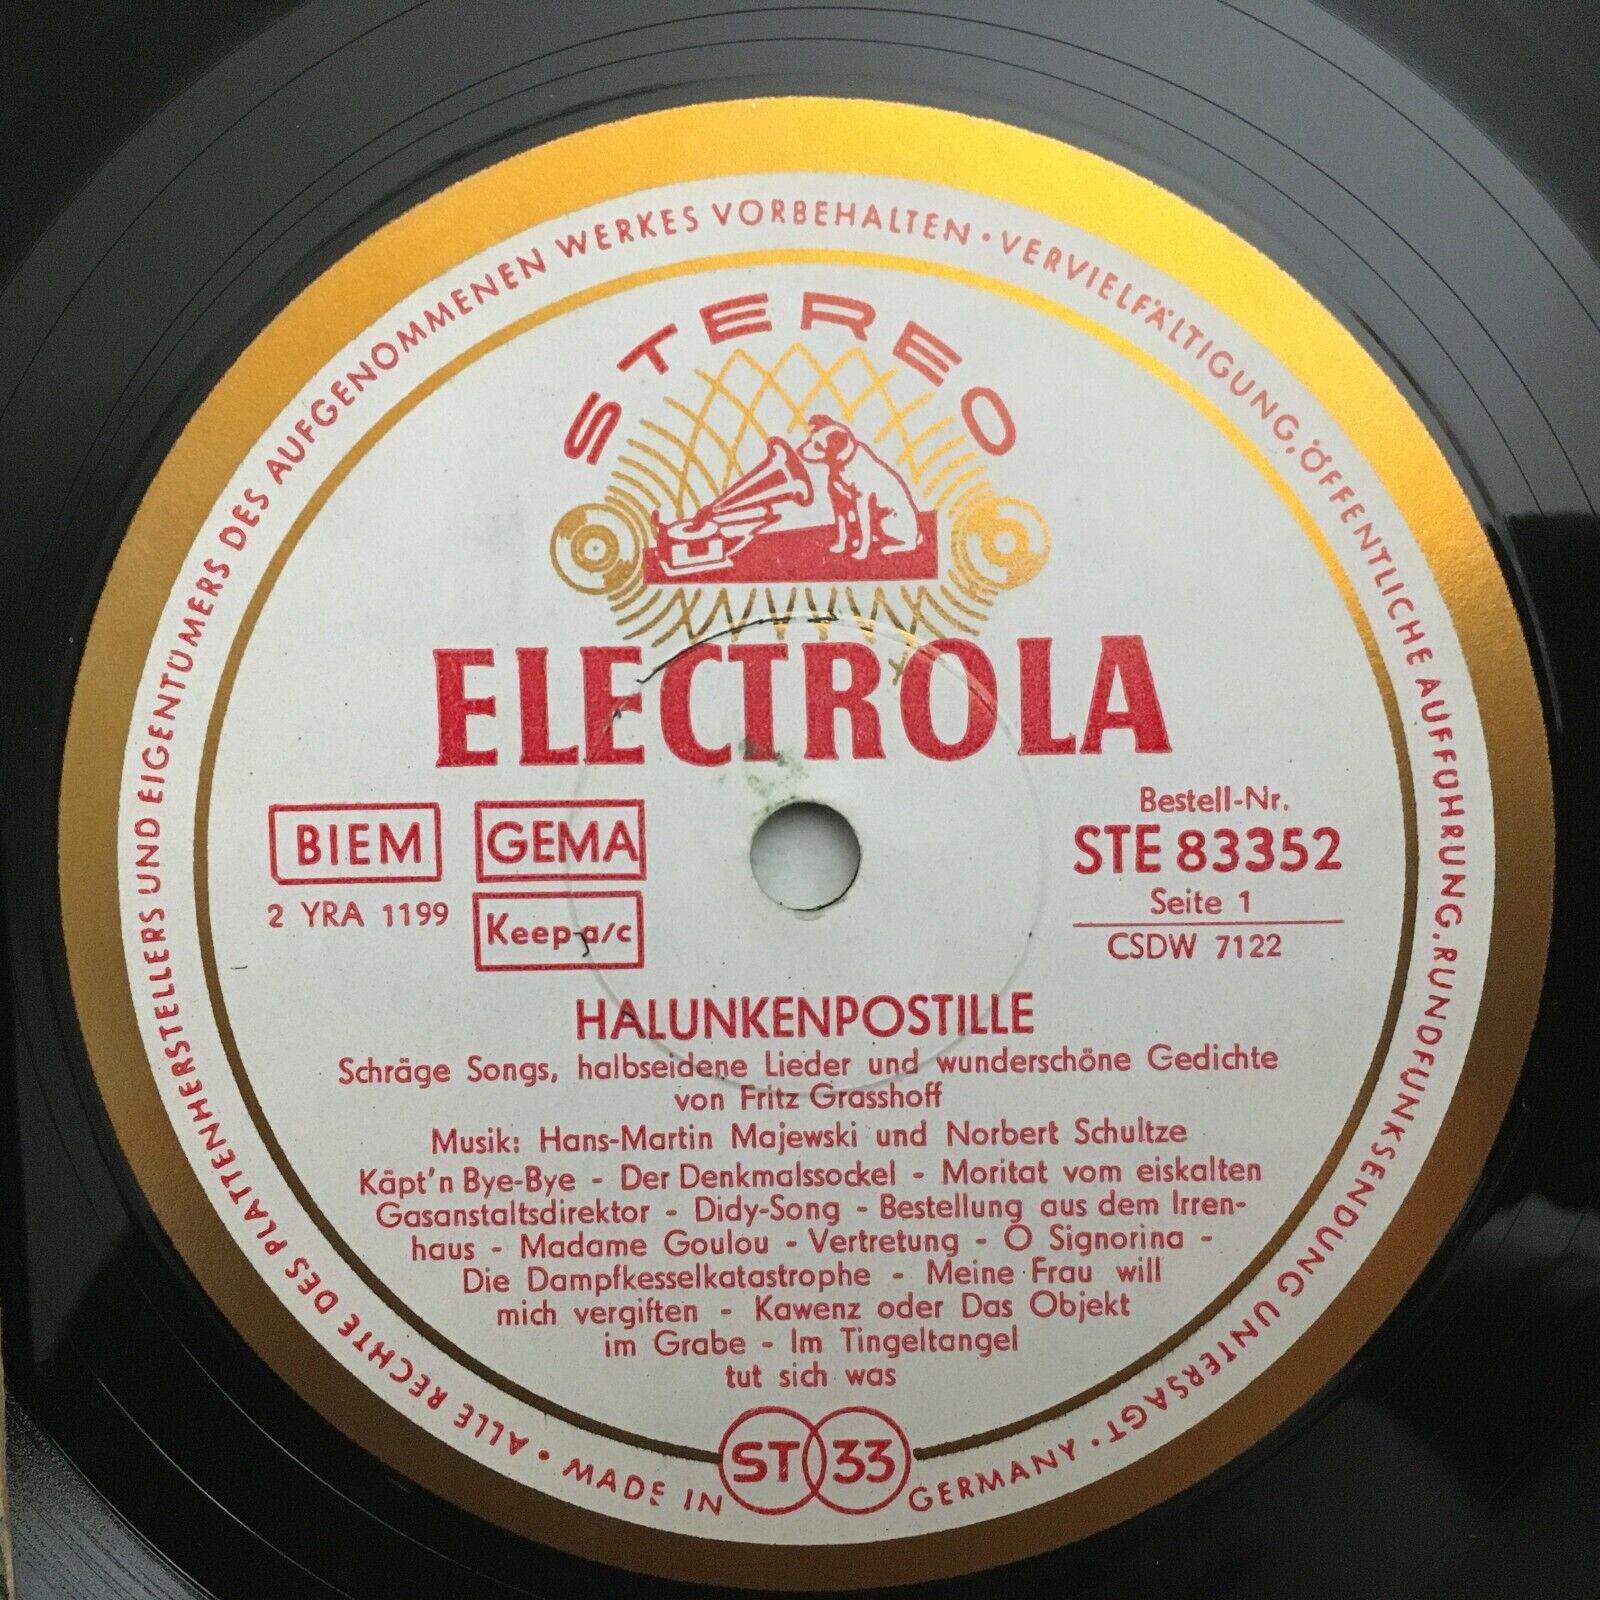 ALLE RECHTE DES PLATTENHERSTELLERS UND EIGENTÜMERS DES AUFGENOMMENEN WERKES VORBEHALTEN · VERVIELFÄLTIGUNG, ÖFFENTLICHE AUFFÜHRUNG, RUNDFUNKSENDUNG UNTERSAGT ·
STEREO
ELECTROLA
BIEM
GEMA
2 YRA 1199
Keep a/c
Bestell-Nr.
STE 83352
Seite 1
CSDW 7122
HALUNKENPOSTILLE
Schräge Songs, halbseidene Lieder und wunderschöne Gedichte
von Fritz Grasshoff
Musik: Hans-Martin Majewski und Norbert Schultze
Käpt'n Bye-Bye - Der Denkmalssockel - Moritat vom eiskalten
Gasanstaltsdirektor - Didy-Song - Bestellung aus dem Irren-
haus - Madame Goulou - Vertretung - O Signorina -
Die Dampfkesselkatastrophe - Meine Frau will
mich vergiften - Kawenz oder Das Objekt
im Grabe - Im Tingeltangel
tut sich was
· MADE IN GERMANY ·
ST 33